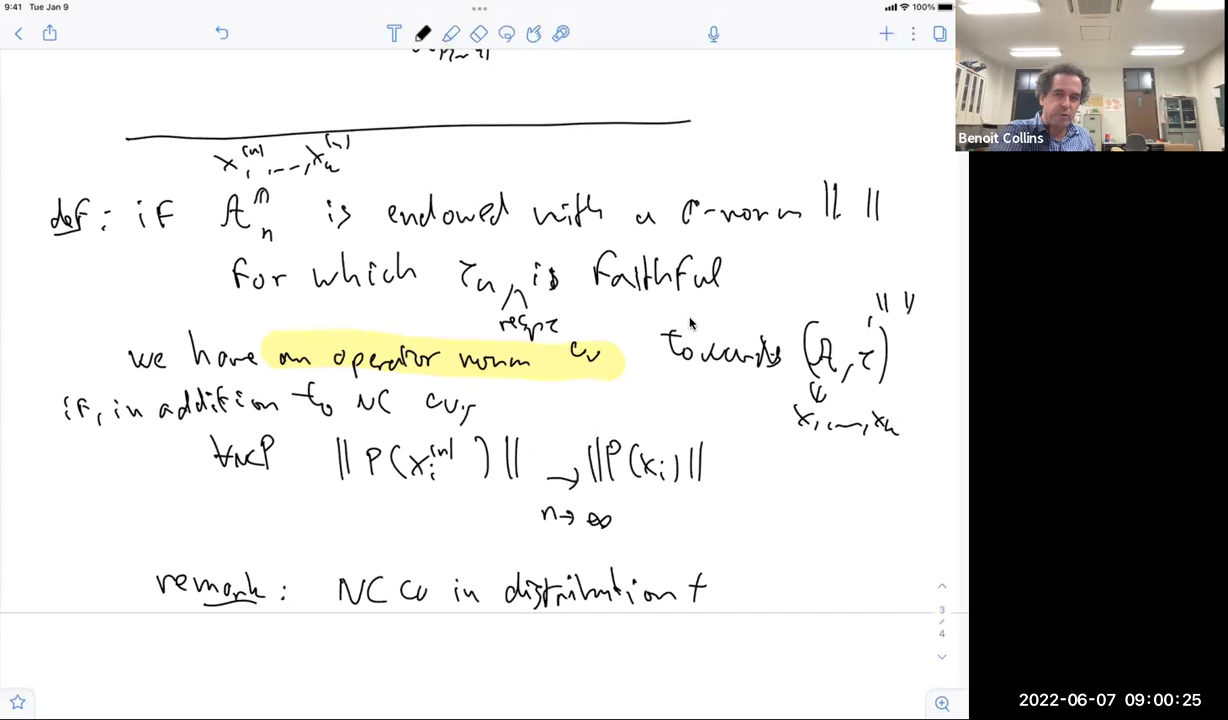 9:41 Tue Jan 9
100%
Benoit Collins
x₁⁽ⁿ⁾, ..., xₖ⁽ⁿ⁾
def: if Aₙ is endowed with a C*-norm || ||
for which τₙ is faithful
we have an operator norm cv towards (A, τ, || ||)
if, in addition to NC cv,
x₁, ..., xₖ
∀NCP ||P(xᵢ⁽ⁿ⁾)|| → ||P(xᵢ)||
n→∞
remark: NC cv in distribution +
3
/
4
2022-06-07 09:00:25